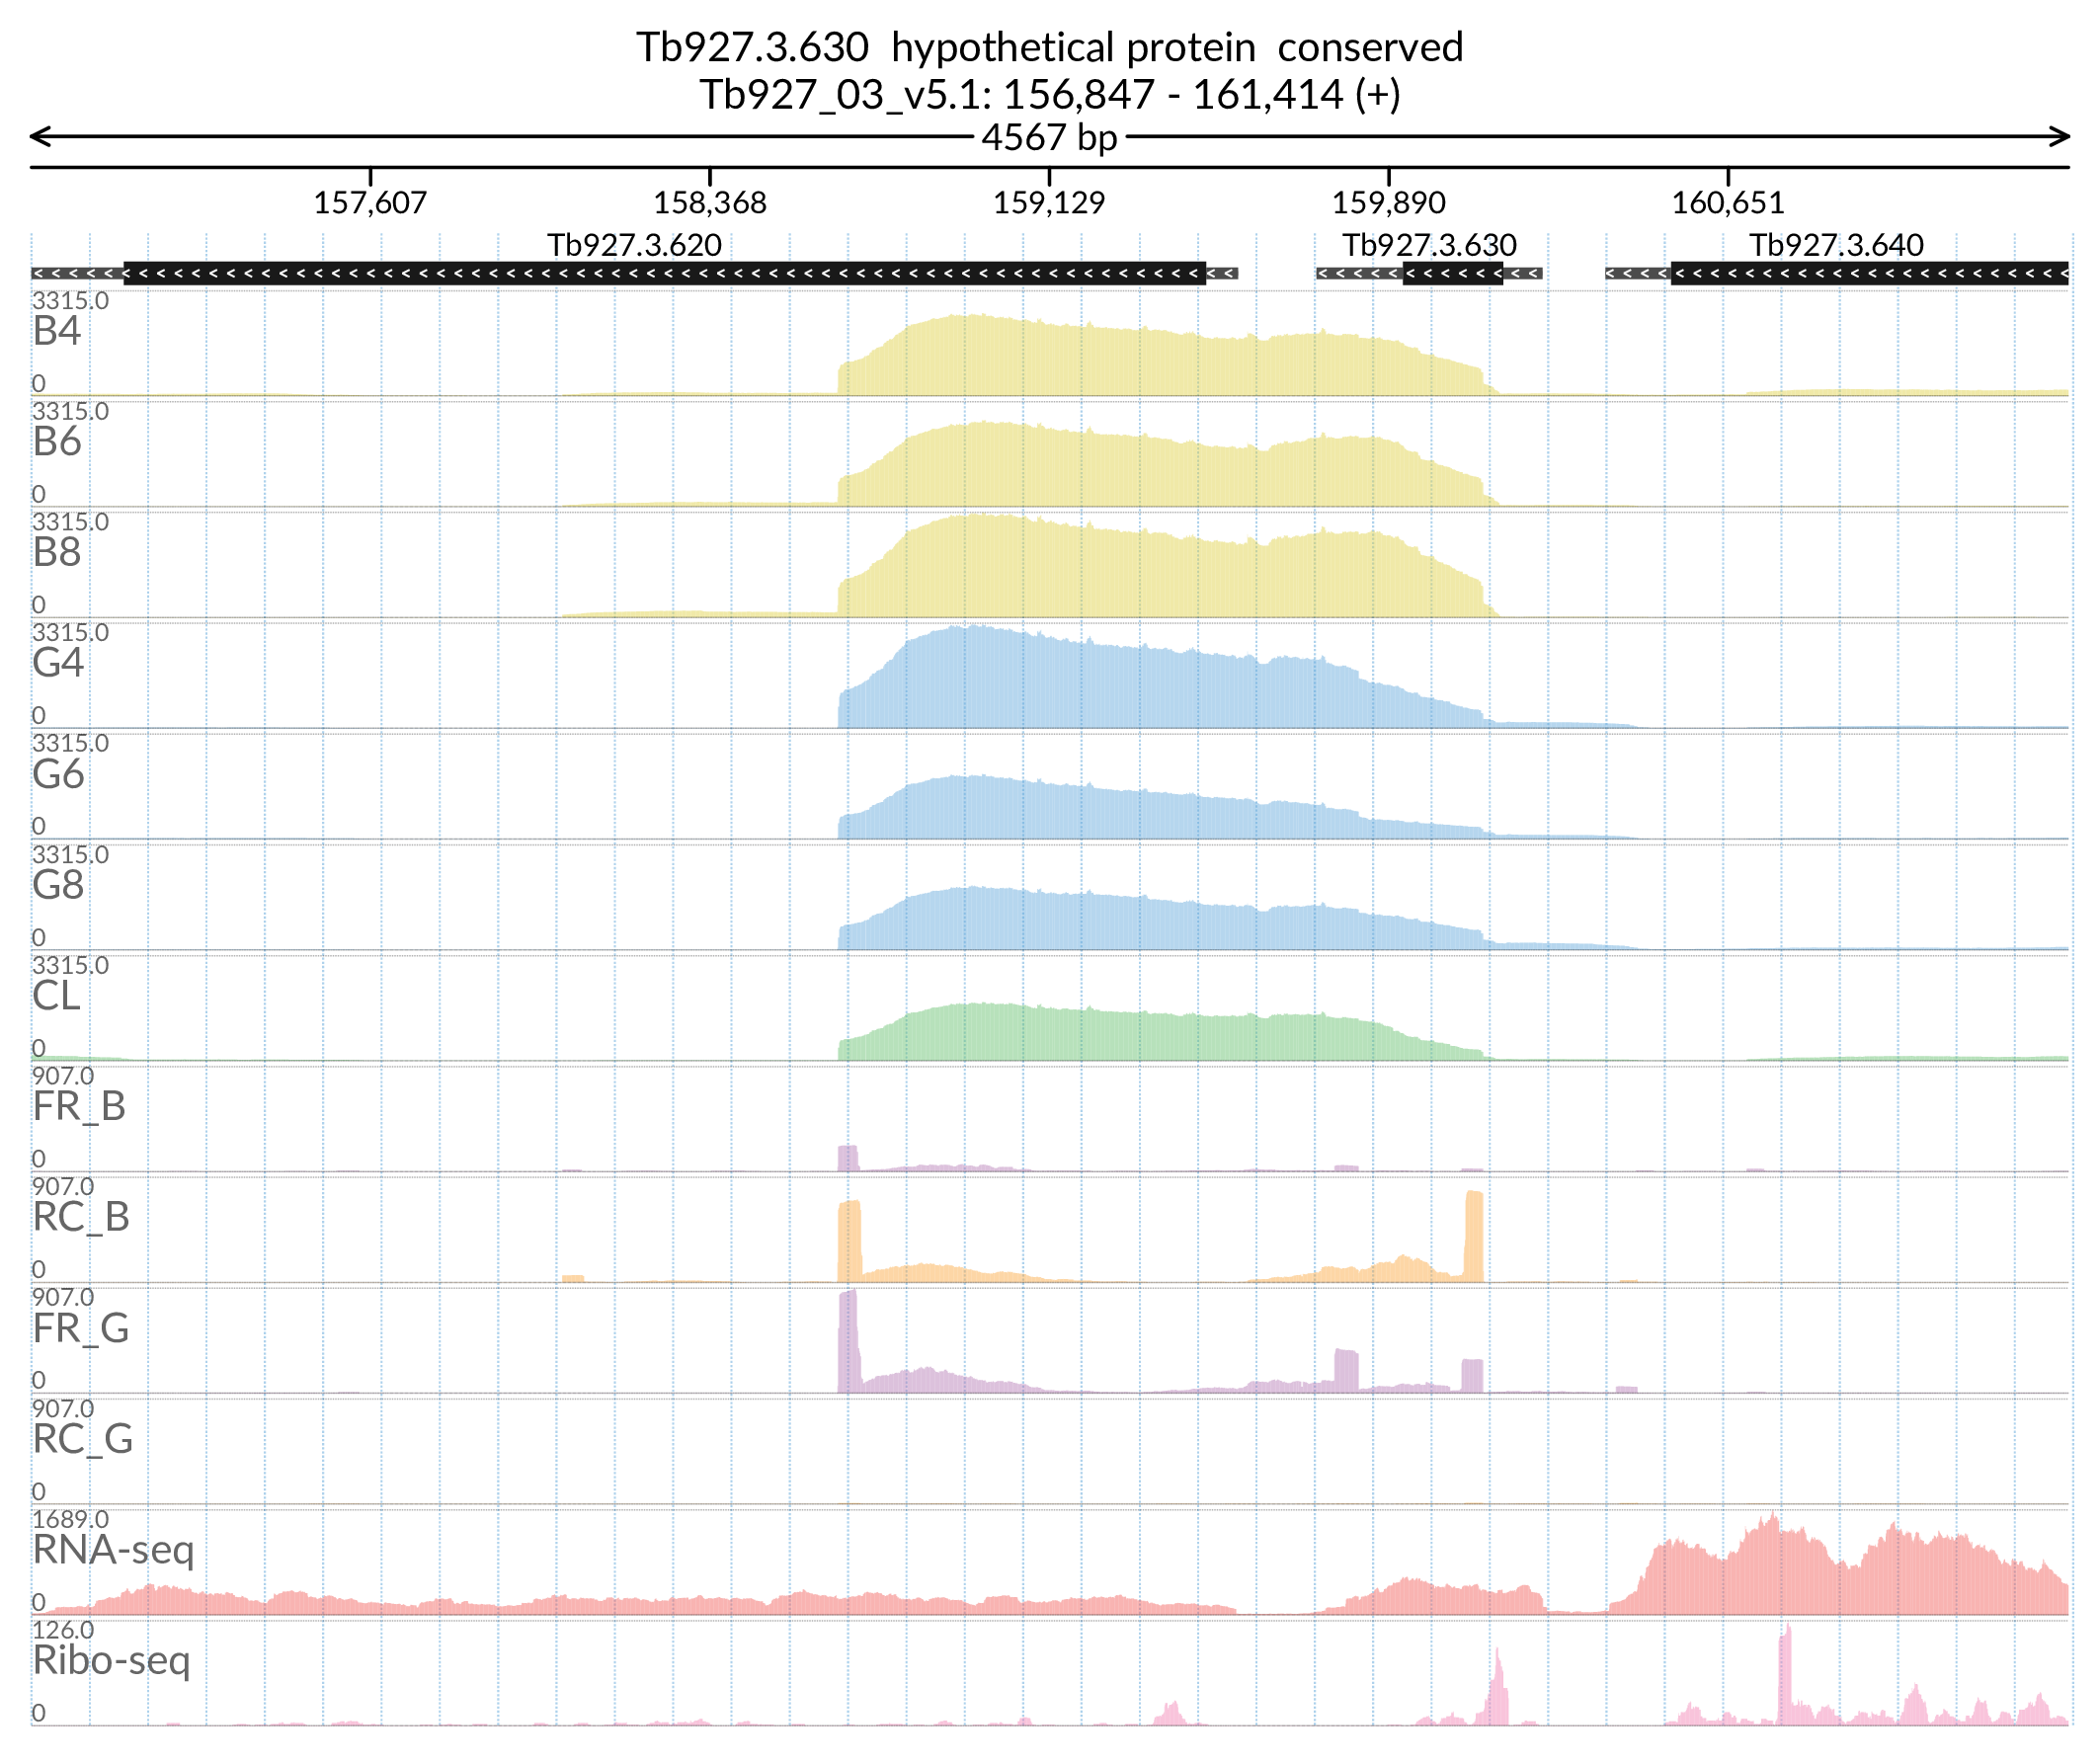 Tb927.3.630 hypothetical protein conserved
Tb927_03_v5.1: 156,847 - 161,414 (+)
4567 bp
157,607 158,368 159,129 159,890 160,651
Tb927.3.620 Tb927.3.630 Tb927.3.640
3315.0
B4
0
3315.0
B6
0
3315.0
B8
0
3315.0
G4
0
3315.0
G6
0
3315.0
G8
0
3315.0
CL
0
907.0
FR_B
0
907.0
RC_B
0
907.0
FR_G
0
907.0
RC_G
0
1689.0
RNA-seq
0
126.0
Ribo-seq
0